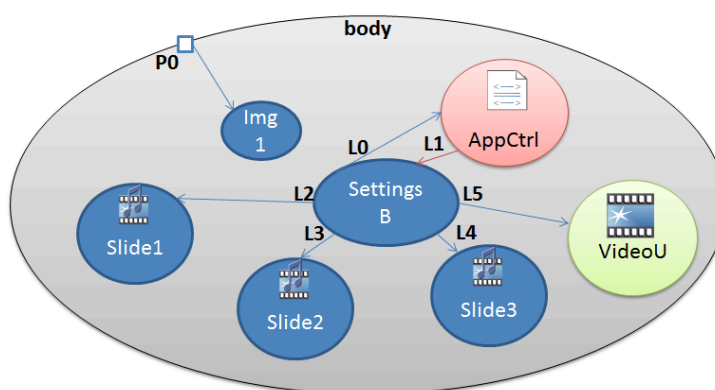 body
P0
Img
1
L0
L1
AppCtrl
L2
Settings
B
L5
L3
L4
Slide1
VideoU
Slide2
Slide3